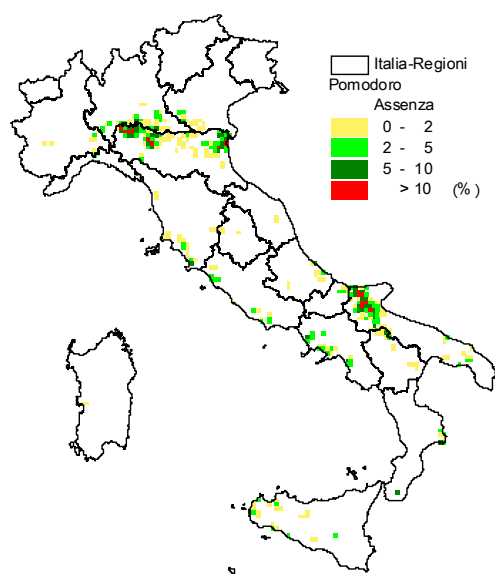 Italia-Regioni
Pomodoro
Assenza
0 - 2
2 - 5
5 - 10
> 10 (%)